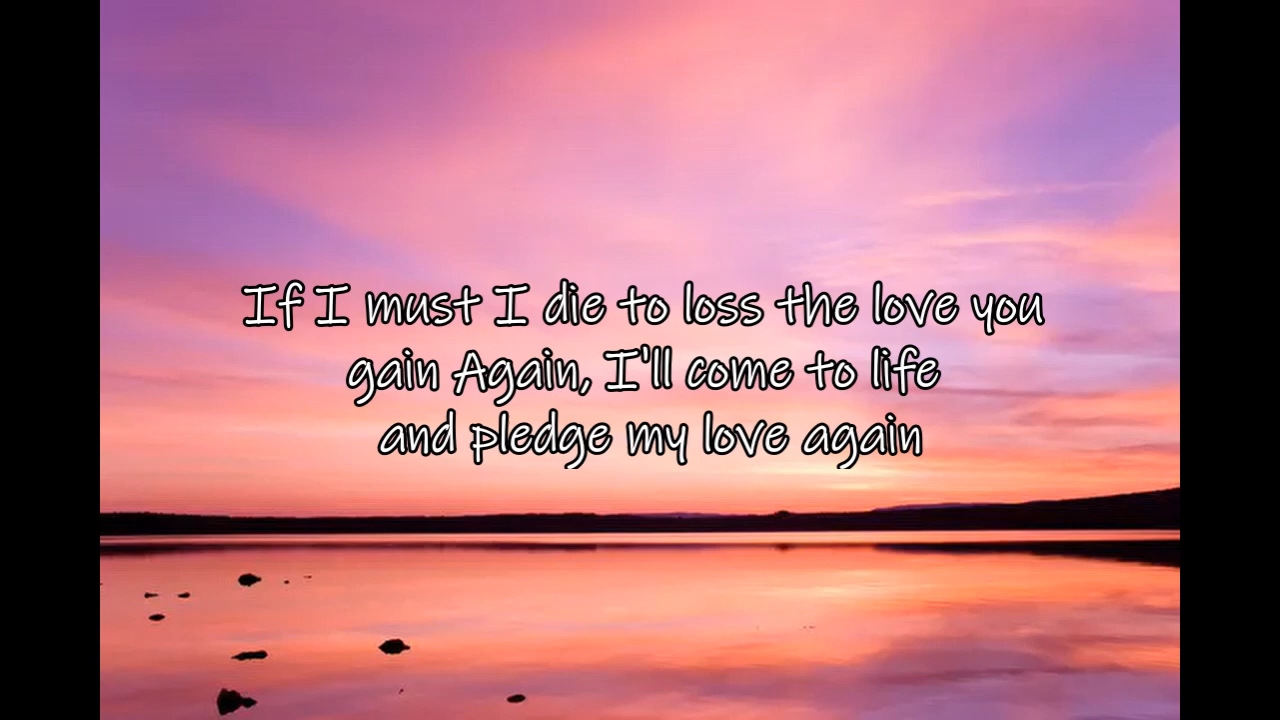 If I must I die to loss the love you
gain Again, I'll come to life
and pledge my love again